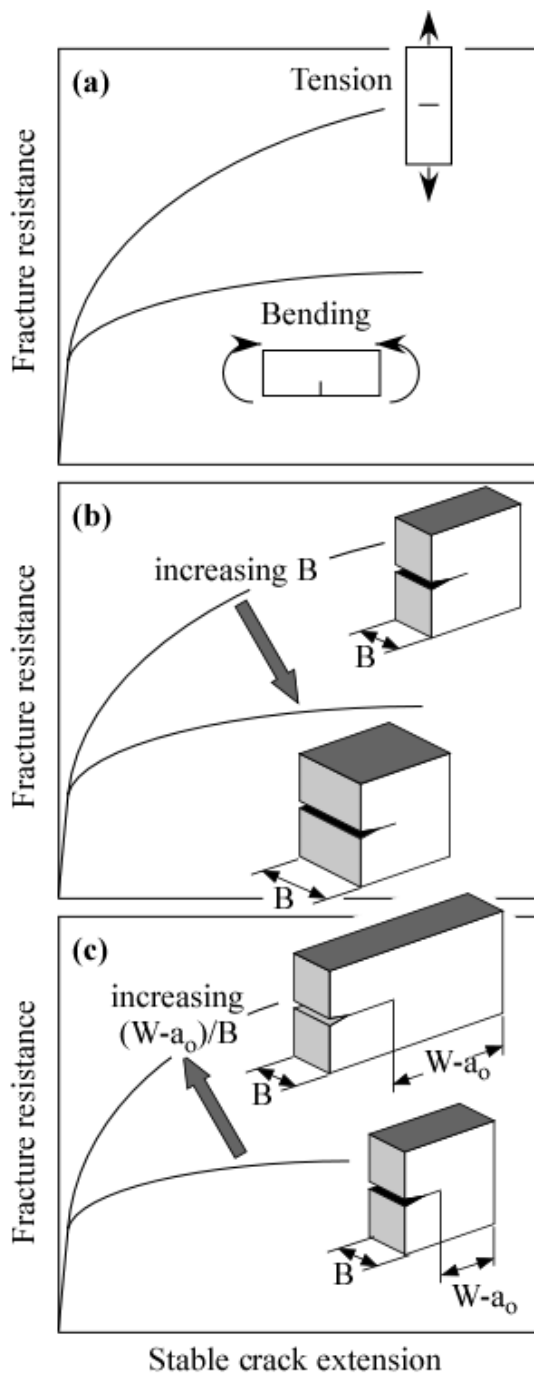 (a)
Tension
Bending
Fracture resistance
(b)
increasing B
B
B
Fracture resistance
(c)
increasing
(W-aₒ)/B
B
W-aₒ
B
W-aₒ
Fracture resistance
Stable crack extension